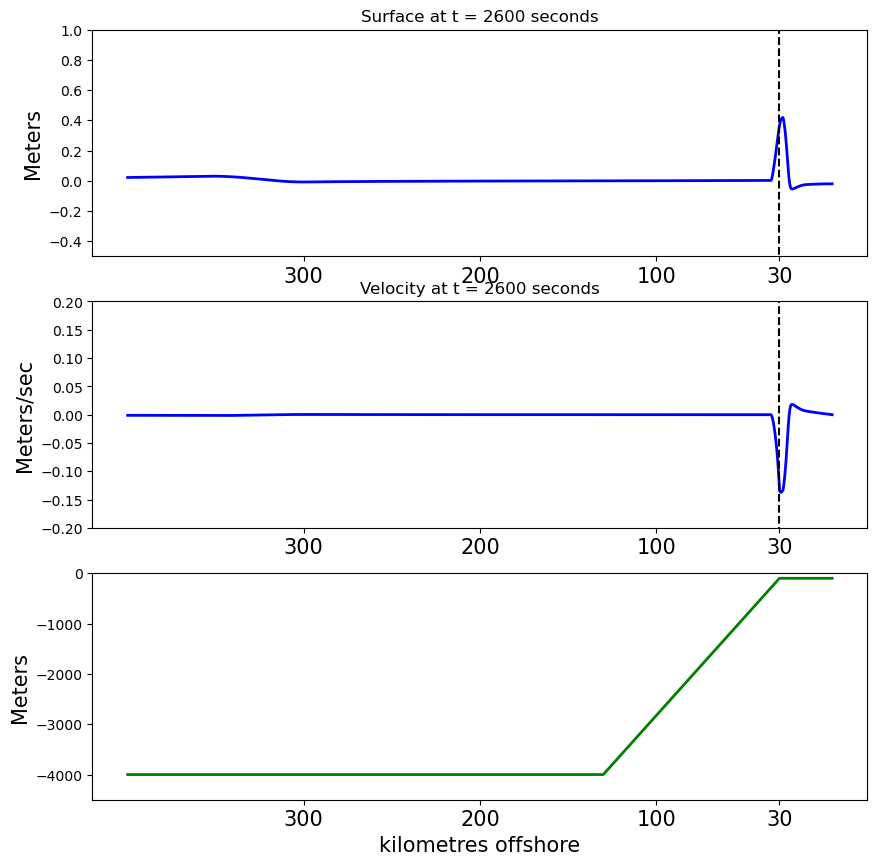 Surface at t = 2600 seconds
1.0
0.8
0.6
0.4
0.2
0.0
−0.2
−0.4
Meters
300 200 100 30
Velocity at t = 2600 seconds
0.20
0.15
0.10
0.05
0.00
−0.05
−0.10
−0.15
−0.20
Meters/sec
300 200 100 30
0
−1000
−2000
−3000
−4000
Meters
300 200 100 30
kilometres offshore